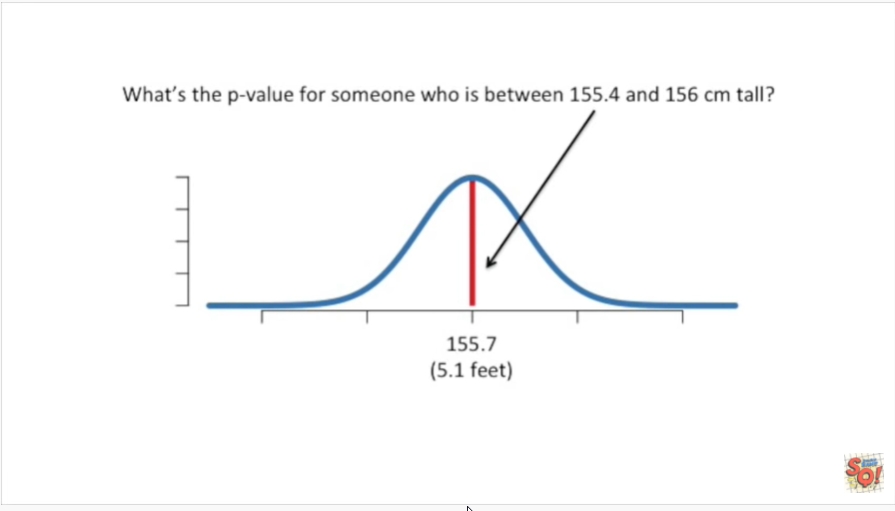 What's the p-value for someone who is between 155.4 and 156 cm tall?
155.7
(5.1 feet)
SQ!